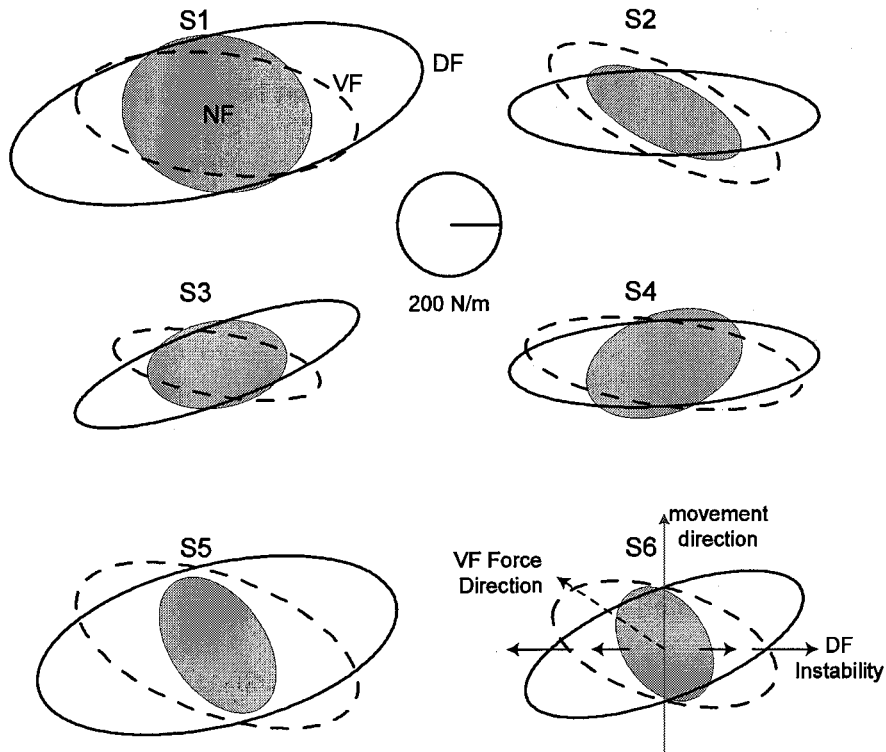 S1
DF
VF
NF
S2
200 N/m
S3
S4
S5
S6
movement
direction
VF Force
Direction
DF
Instability